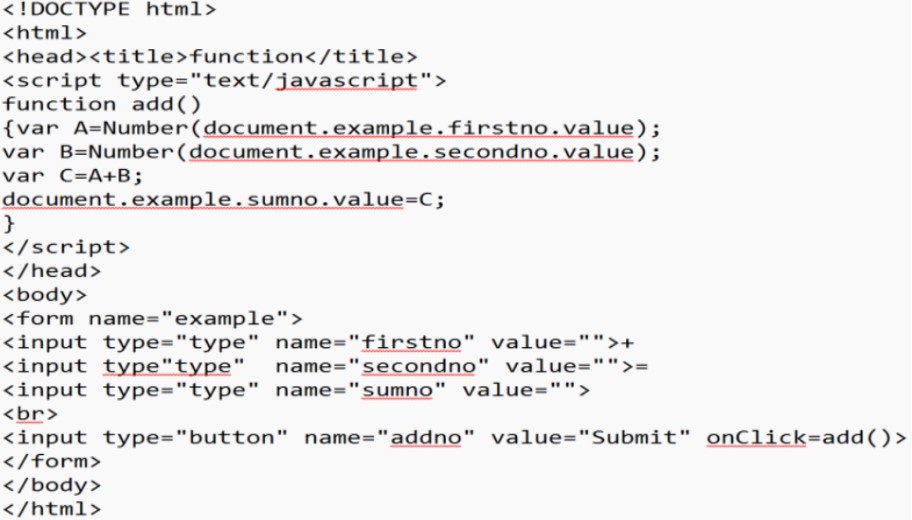 <!DOCTYPE html>
<html>
<head><title>function</title>
<script type="text/javascript">
function add()
{var A=Number(document.example.firstno.value);
var B=Number(document.example.secondno.value);
var C=A+B;
document.example.sumno.value=C;
}
</script>
</head>
<body>
<form name="example">
<input type="type" name="firstno" value="">+
<input type"type"  name="secondno" value="">=
<input type="type" name="sumno" value="">
<br>
<input type="button" name="addno" value="Submit" onClick=add()>
</form>
</body>
</html>